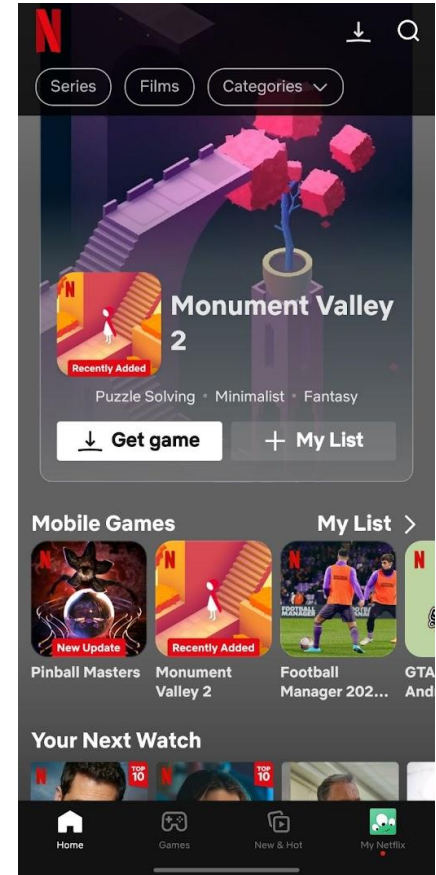 N
Series Films Categories
Monument Valley
2
N
Recently Added
Puzzle Solving • Minimalist • Fantasy
Get game + My List
Mobile Games My List >
N N N N
FOOTBALL
MANAGER
New Update Recently Added
Pinball Masters Monument Football GTA
Valley 2 Manager 202... Andr
Your Next Watch
N TOP N TOP N
10 10
Home Games New & Hot My Netflix